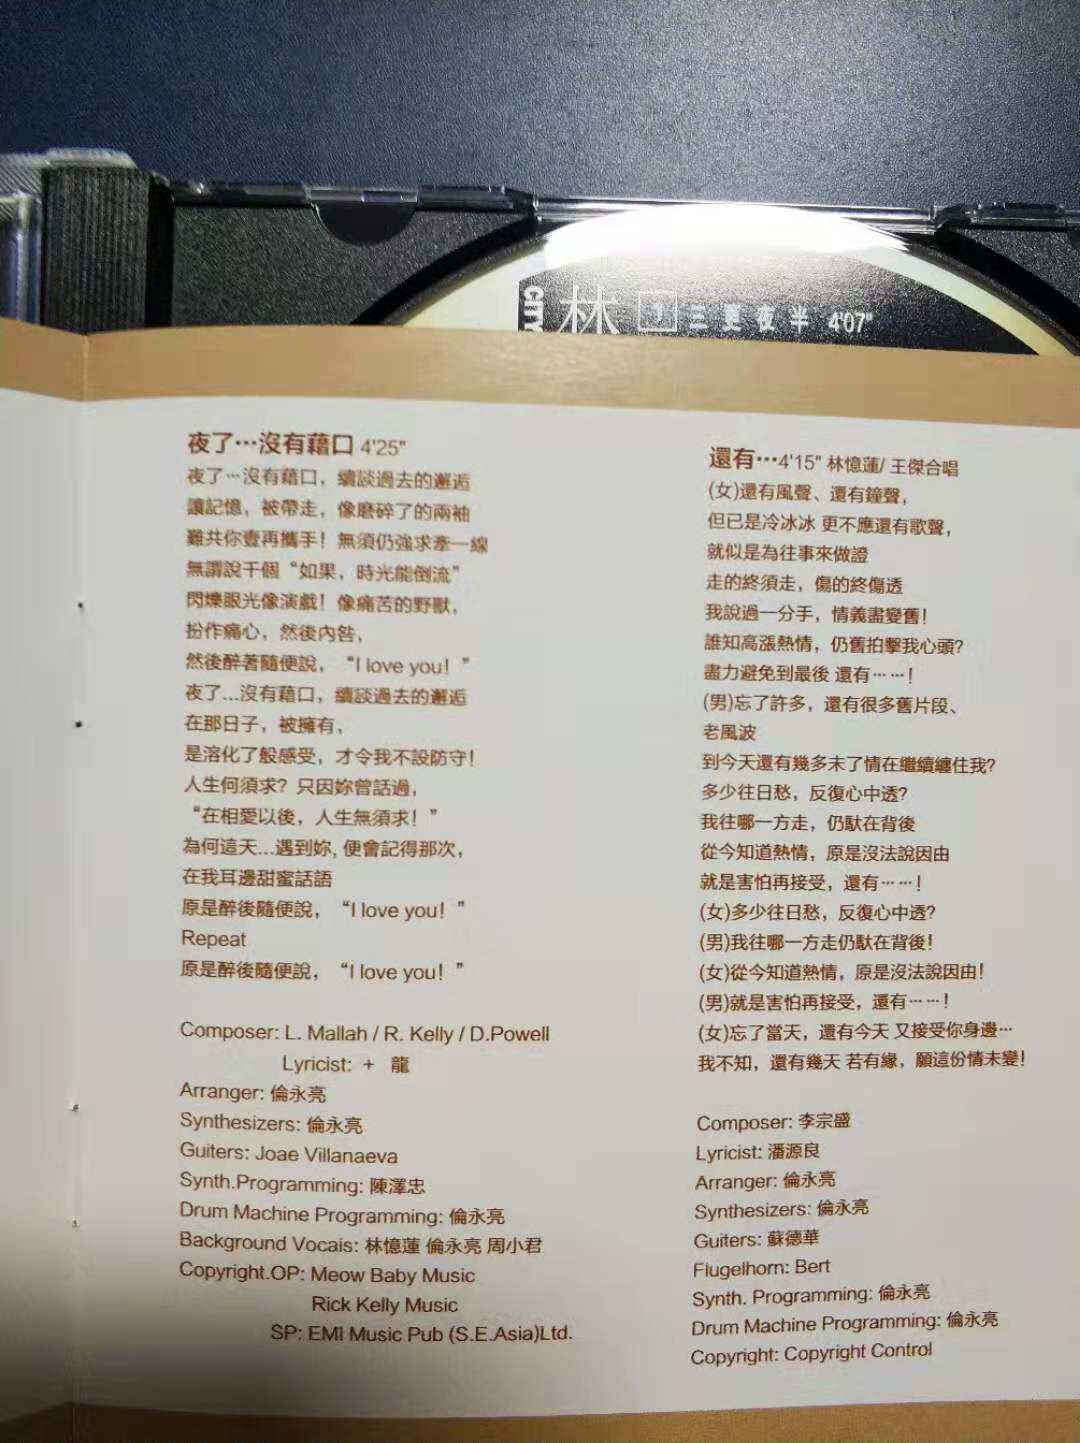 CITY
林
1 三更夜半 4'07"
夜了…沒有藉口 4'25"
夜了…沒有藉口，續談過去的邂逅
讓記憶，被帶走，像磨碎了的兩袖
難共你壹再攜手！無須仍強求牽一線
無謂說千個“如果，時光能倒流”
閃爍眼光像演戲！像痛苦的野獸，
扮作痛心，然後內咎，
然後醉著隨便說，“I love you！”
夜了...沒有藉口，續談過去的邂逅
在那日子，被擁有，
是溶化了般感受，才令我不設防守！
人生何須求？只因妳曾話過，
“在相愛以後，人生無須求！”
為何這天...遇到妳, 便會記得那次，
在我耳邊甜蜜話語
原是醉後隨便說，“I love you！”
Repeat
原是醉後隨便說，“I love you！”
Composer: L. Mallah / R. Kelly / D.Powell
Lyricist: + 龍
Arranger: 倫永亮
Synthesizers: 倫永亮
Guiters: Joae Villanaeva
Synth.Programming: 陳澤忠
Drum Machine Programming: 倫永亮
Background Vocais: 林憶蓮 倫永亮 周小君
Copyright.OP: Meow Baby Music
Rick Kelly Music
SP: EMI Music Pub (S.E.Asia)Ltd.
還有…4'15" 林憶蓮/ 王傑合唱
(女)還有風聲、還有鐘聲，
但已是冷冰冰 更不應還有歌聲，
就似是為往事來做證
走的終須走，傷的終傷透
我說過一分手，情義盡變舊！
誰知高漲熱情，仍舊拍擊我心頭？
盡力避免到最後 還有……！
(男)忘了許多，還有很多舊片段、
老風波
到今天還有幾多未了情在繼續纏住我？
多少往日愁，反復心中透？
我往哪一方走，仍馱在背後
從今知道熱情，原是沒法說因由
就是害怕再接受，還有……！
(女)多少往日愁，反復心中透？
(男)我往哪一方走仍馱在背後！
(女)從今知道熱情，原是沒法說因由！
(男)就是害怕再接受，還有……！
(女)忘了當天，還有今天 又接受你身邊…
我不知，還有幾天 若有緣，願這份情未變！
Composer: 李宗盛
Lyricist: 潘源良
Arranger: 倫永亮
Synthesizers: 倫永亮
Guiters: 蘇德華
Flugelhorn: Bert
Synth. Programming: 倫永亮
Drum Machine Programming: 倫永亮
Copyright: Copyright Control